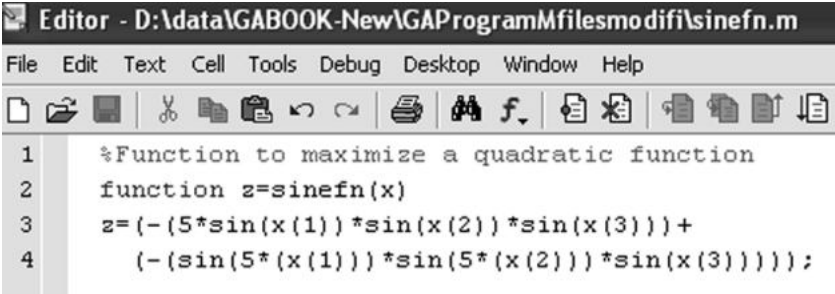 Editor - D:\data\GABOOK-New\GAProgramMfilesmodifi\sinefn.m
File Edit Text Cell Tools Debug Desktop Window Help
1 %Function to maximize a quadratic function
2 function z=sinefn(x)
3 z=(-(5*sin(x(1))*sin(x(2))*sin(x(3)))+
4 (-(sin(5*(x(1)))*sin(5*(x(2)))*sin(x(3)))));